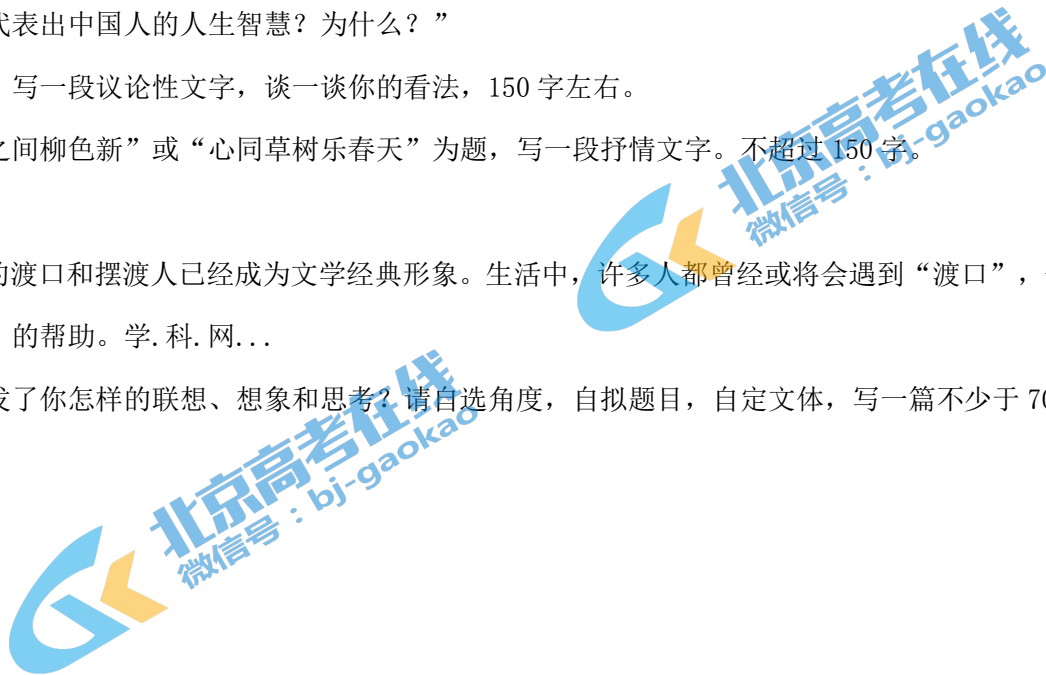 代表出中国人的人生智慧？为什么？”
写一段议论性文字，谈一谈你的看法，150 字左右。
之间柳色新”或“心同草树乐春天”为题，写一段抒情文字。不超过 150 字。
的渡口和摆渡人已经成为文学经典形象。生活中，许多人都曾经或将会遇到“渡口”，
的帮助。学.科.网...
发了你怎样的联想、想象和思考？请自选角度，自拟题目，自定文体，写一篇不少于 70
北京高考在线
微信号：bj-gaokao
北京高考在线
微信号：bj-gaokao